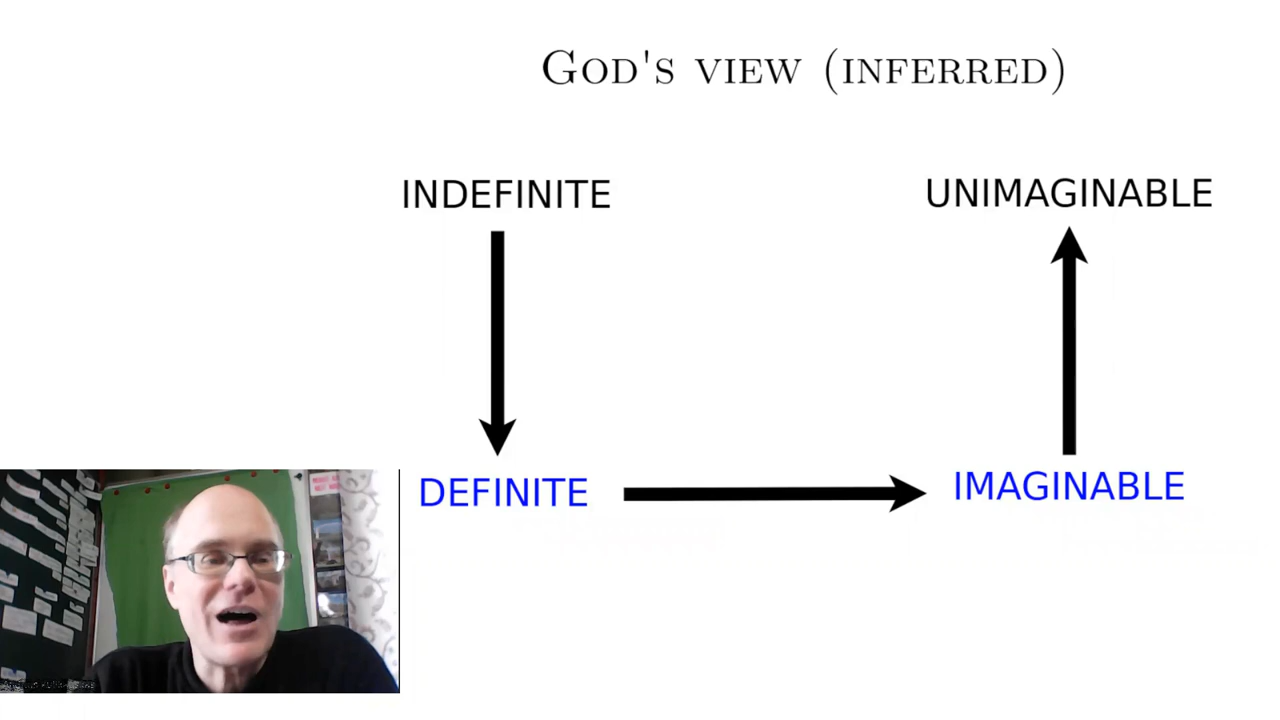 GOD'S VIEW (INFERRED)
INDEFINITE
UNIMAGINABLE
DEFINITE
IMAGINABLE